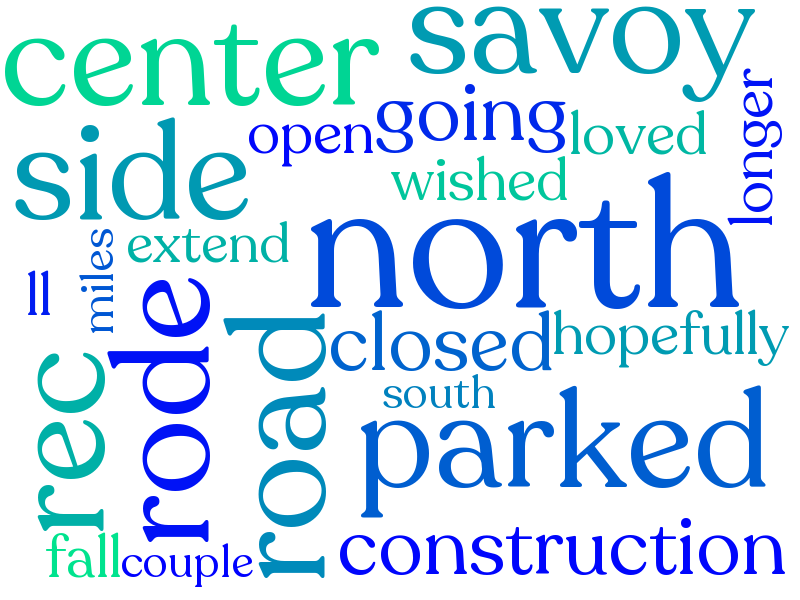 center
savoy
going
open
loved
longer
side
wished
north
extend
miles
ll
rode
road
closed
hopefully
rec
south
parked
construction
fall
couple